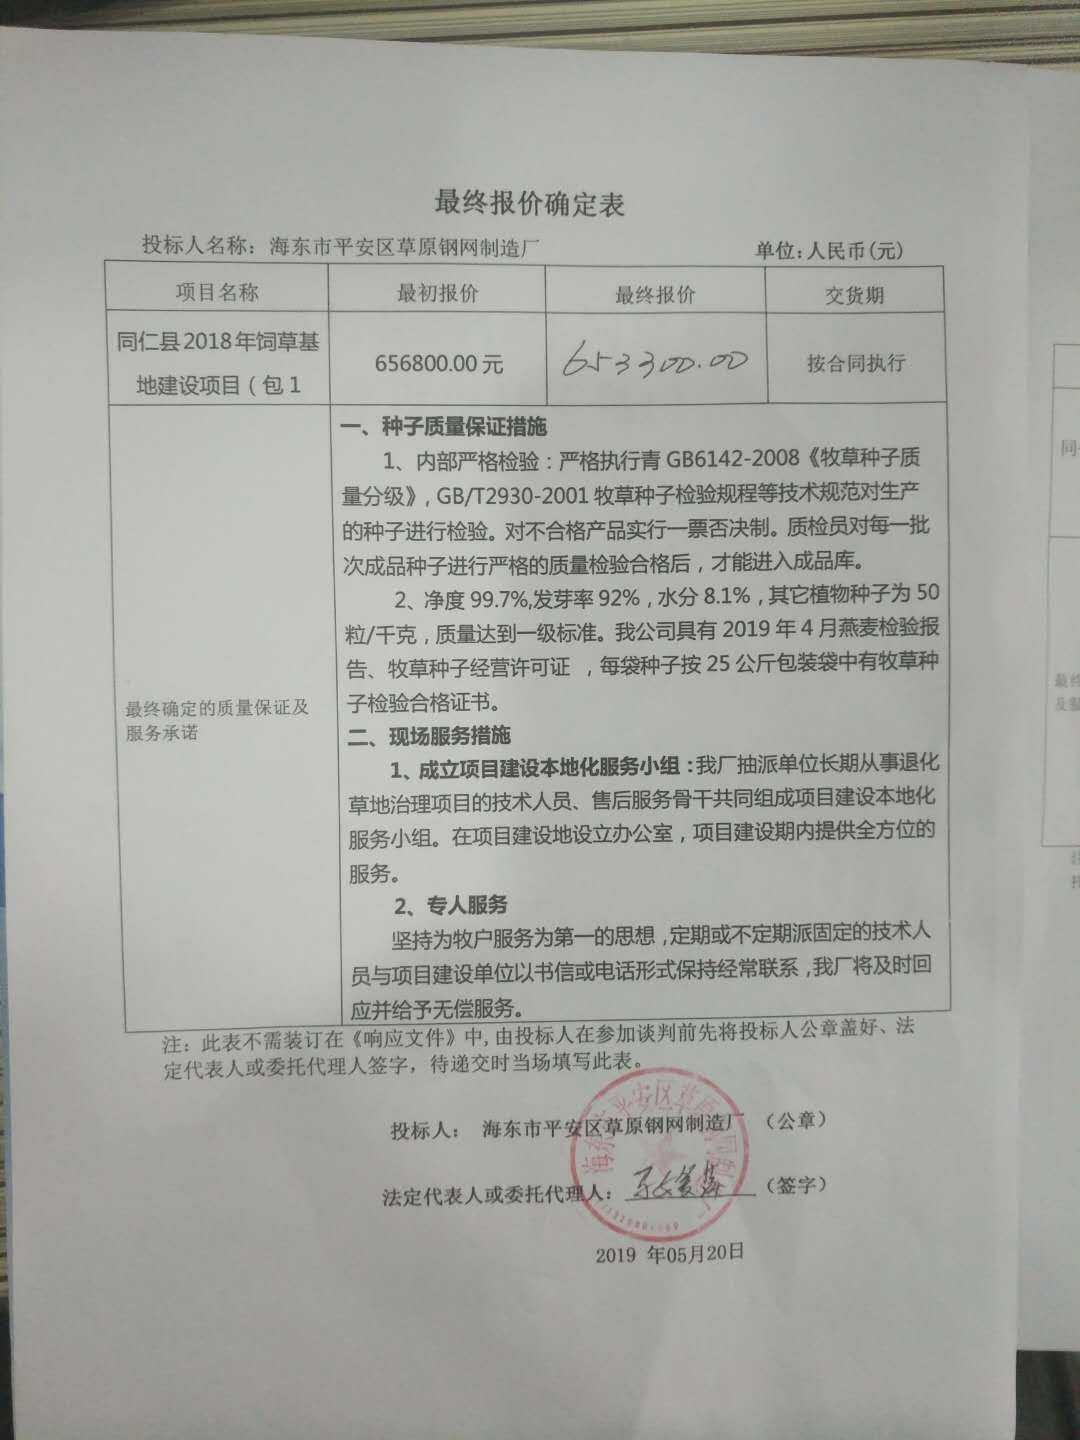 最终报价确定表
投标人名称：海东市平安区草原钢网制造厂 单位:人民币(元)
项目名称 最初报价 最终报价 交货期
同仁县2018年饲草基
地建设项目（包1
656800.00元 653300.00 按合同执行
最终确定的质量保证及
服务承诺
一、种子质量保证措施
1、内部严格检验：严格执行青GB6142-2008《牧草种子质
量分级》，GB/T2930-2001牧草种子检验规程等技术规范对生产
的种子进行检验。对不合格产品实行一票否决制。质检员对每一批
次成品种子进行严格的质量检验合格后，才能进入成品库。
2、净度99.7%,发芽率92%，水分8.1%，其它植物种子为50
粒/千克，质量达到一级标准。我公司具有2019年4月燕麦检验报
告、牧草种子经营许可证 ，每袋种子按25公斤包装袋中有牧草种
子检验合格证书。
二、现场服务措施
1、成立项目建设本地化服务小组：我厂抽派单位长期从事退化
草地治理项目的技术人员、售后服务骨干共同组成项目建设本地化
服务小组。在项目建设地设立办公室，项目建设期内提供全方位的
服务。
2、专人服务
坚持为牧户服务为第一的思想，定期或不定期派固定的技术人
员与项目建设单位以书信或电话形式保持经常联系，我厂将及时回
应并给予无偿服务。
注：此表不需装订在《响应文件》中,由投标人在参加谈判前先将投标人公章盖好、法
定代表人或委托代理人签字，待递交时当场填写此表。
投标人： 海东市平安区草原钢网制造厂 （公章）
法定代表人或委托代理人： （签字）
2019 年05月20日